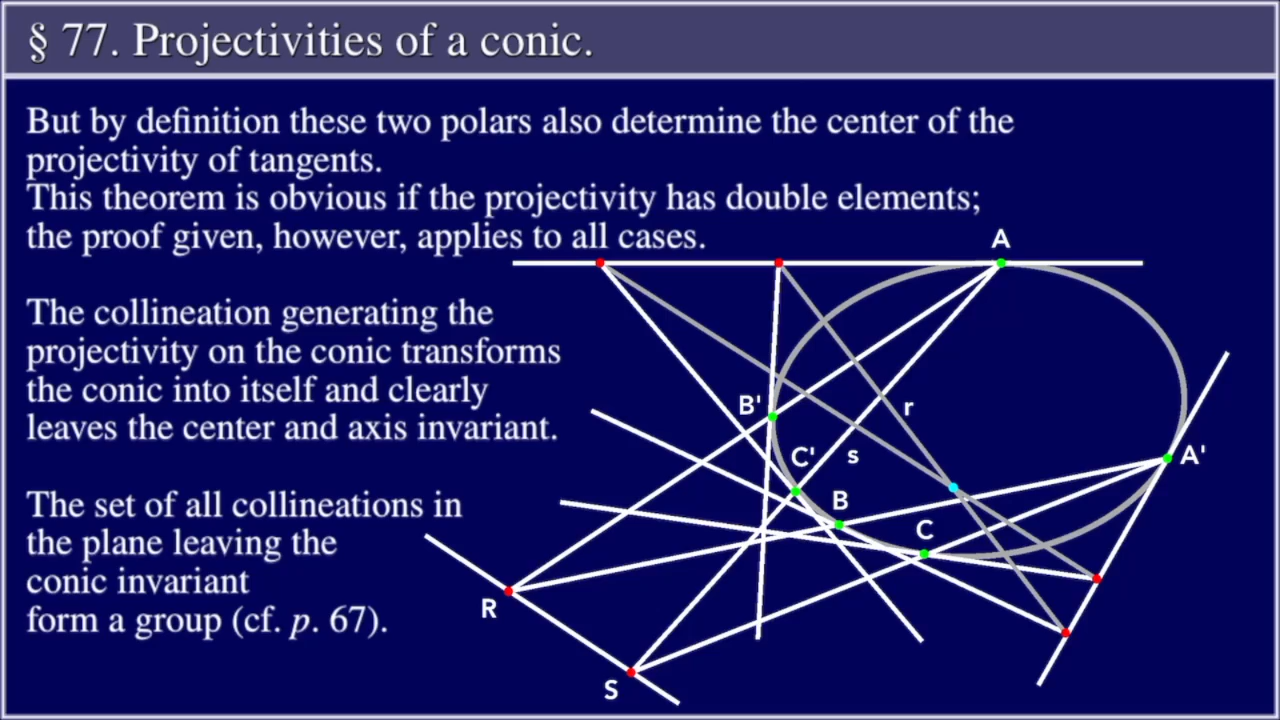 § 77. Projectivities of a conic.
But by definition these two polars also determine the center of the
projectivity of tangents.
This theorem is obvious if the projectivity has double elements;
the proof given, however, applies to all cases.
A
The collineation generating the
projectivity on the conic transforms
the conic into itself and clearly
leaves the center and axis invariant.
B'
r
C'
s
A'
The set of all collineations in
the plane leaving the
conic invariant
form a group (cf. p. 67).
B
C
R
S